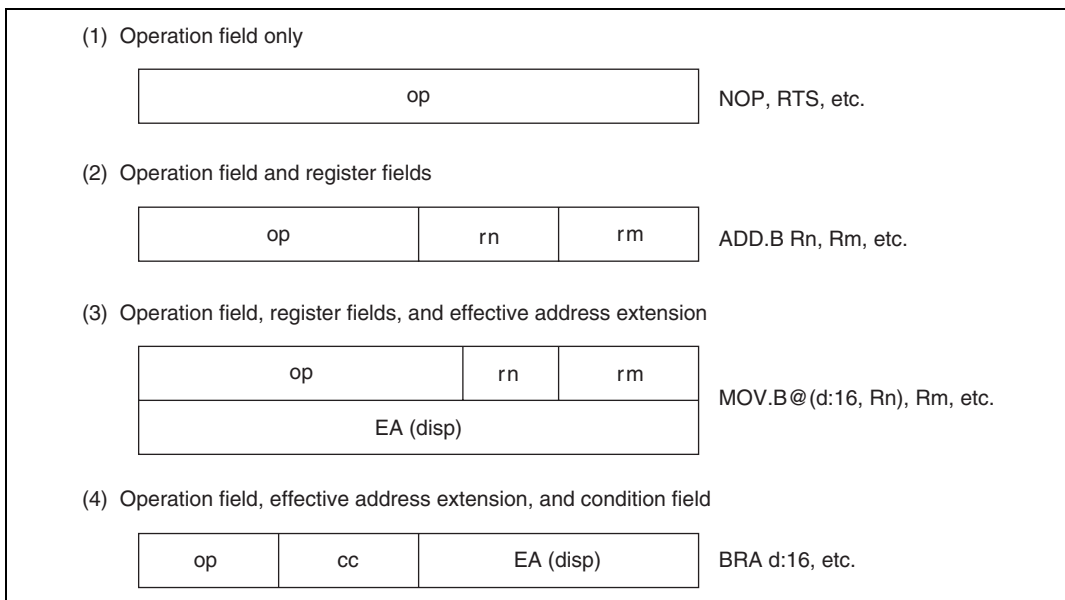 (1) Operation field only
op
NOP, RTS, etc.
(2) Operation field and register fields
op rn rm
ADD.B Rn, Rm, etc.
(3) Operation field, register fields, and effective address extension
op rn rm
EA (disp)
MOV.B@(d:16, Rn), Rm, etc.
(4) Operation field, effective address extension, and condition field
op cc EA (disp)
BRA d:16, etc.